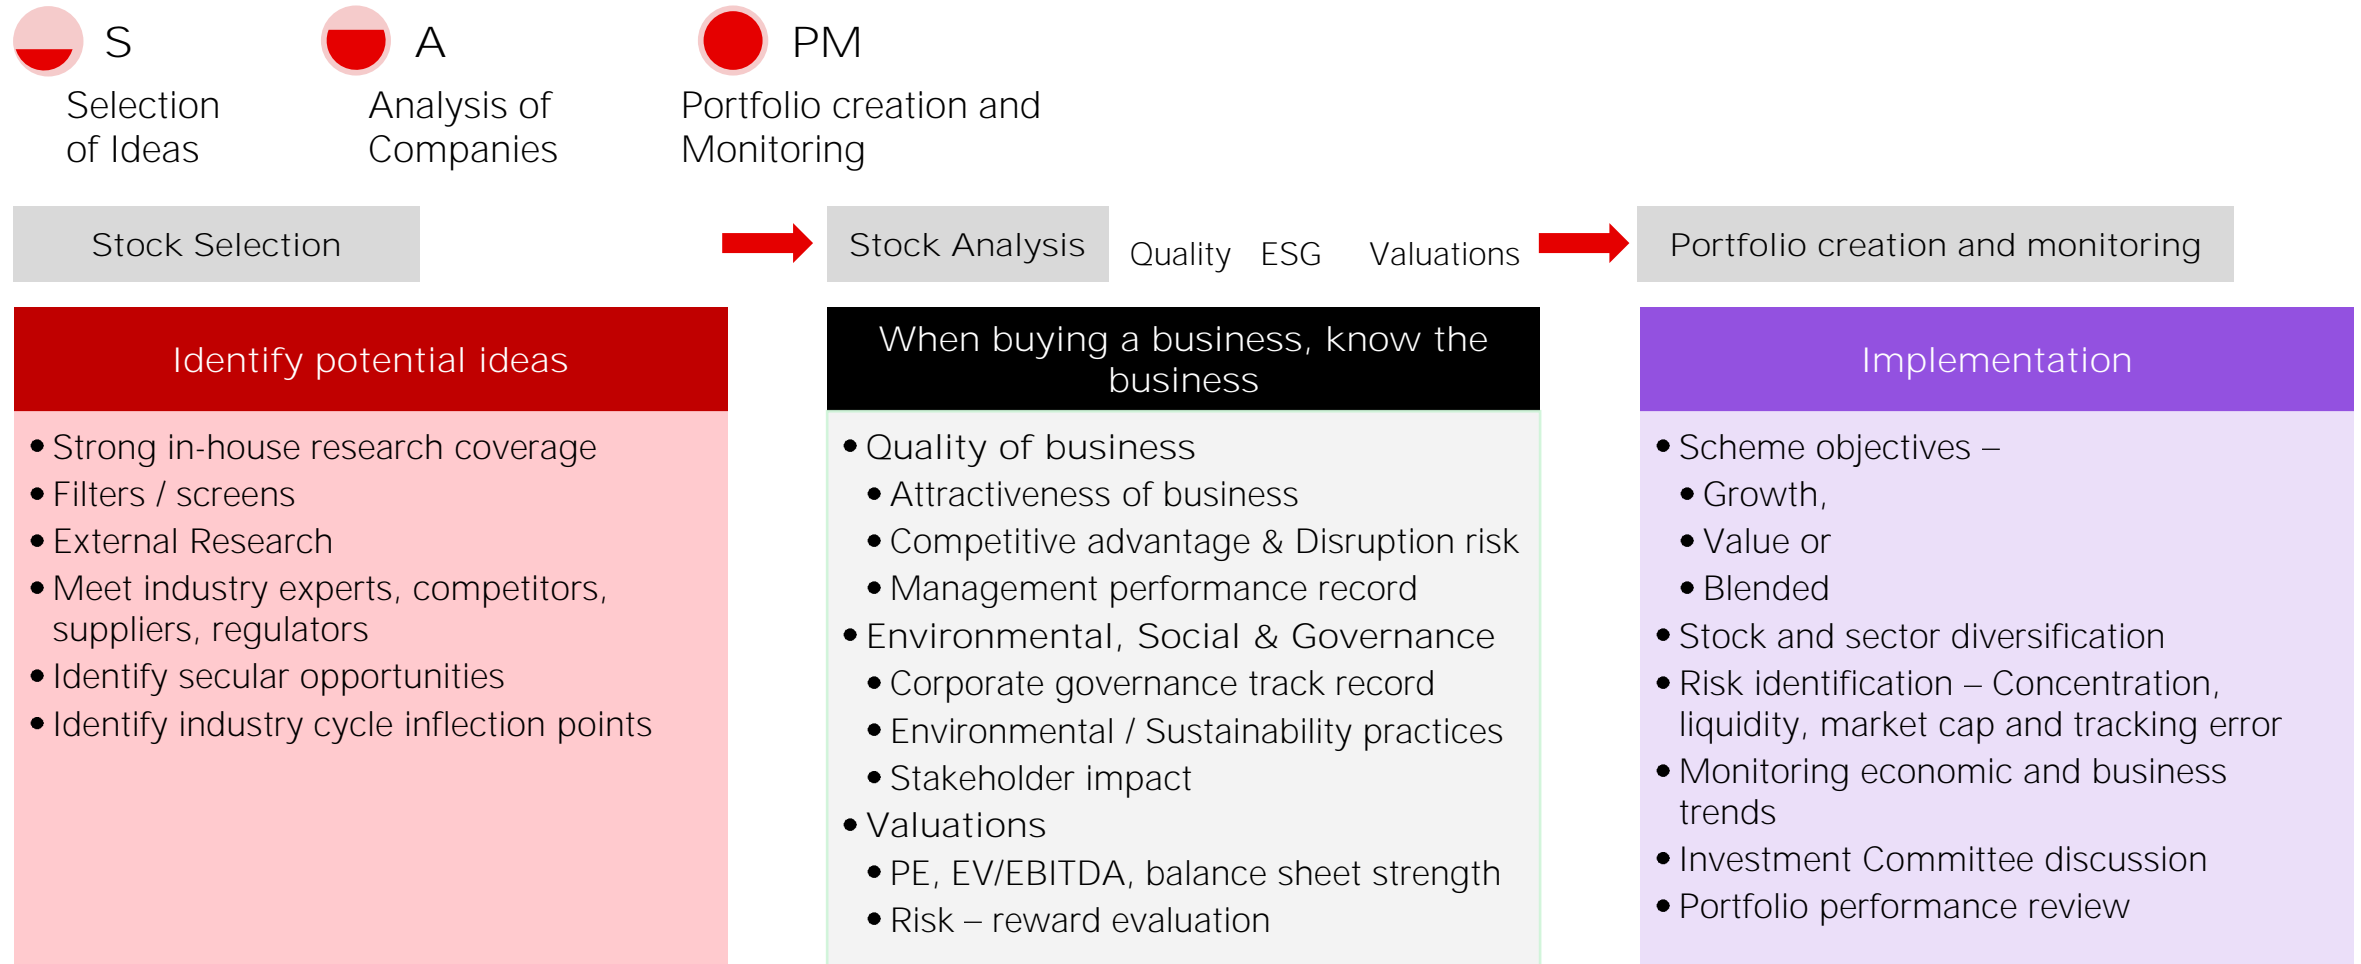 S
A
PM
Selection
of Ideas
Analysis of
Companies
Portfolio creation and
Monitoring
Stock Selection
Stock Analysis
Quality
ESG
Valuations
Portfolio creation and monitoring
Identify potential ideas
• Strong in-house research coverage
• Filters / screens
• External Research
• Meet industry experts, competitors,
suppliers, regulators
• Identify secular opportunities
• Identify industry cycle inflection points
When buying a business, know the
business
• Quality of business
• Attractiveness of business
• Competitive advantage & Disruption risk
• Management performance record
• Environmental, Social & Governance
• Corporate governance track record
• Environmental / Sustainability practices
• Stakeholder impact
• Valuations
• PE, EV/EBITDA, balance sheet strength
• Risk – reward evaluation
Implementation
• Scheme objectives –
• Growth,
• Value or
• Blended
• Stock and sector diversification
• Risk identification – Concentration,
liquidity, market cap and tracking error
• Monitoring economic and business
trends
• Investment Committee discussion
• Portfolio performance review